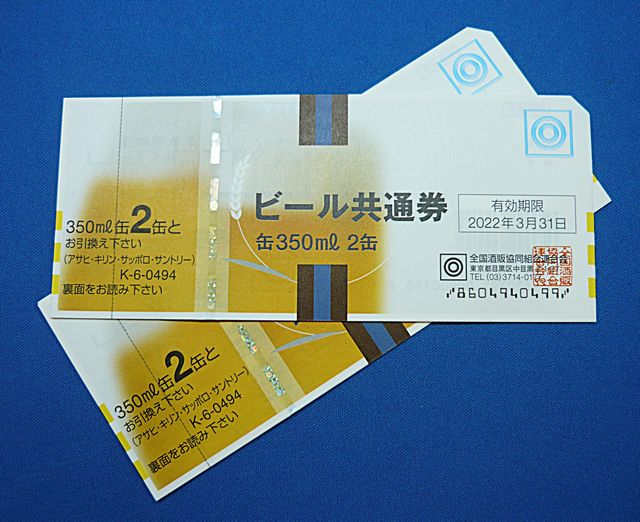 350ml缶2缶と
お引換え下さい
(アサヒ・キリン・サッポロ・サントリー)
K-6-0494
裏面をお読み下さい
ビール共通券
缶350ml 2缶
有効期限
2022年3月31日
全国酒販協同組合連合会
東京都目黒区中目黒
TEL (03)3714-01
8604940499
350ml缶2缶と
お引換え下さい
(アサヒ・キリン・サッポロ・サントリー)
K-6-0494
裏面をお読み下さい